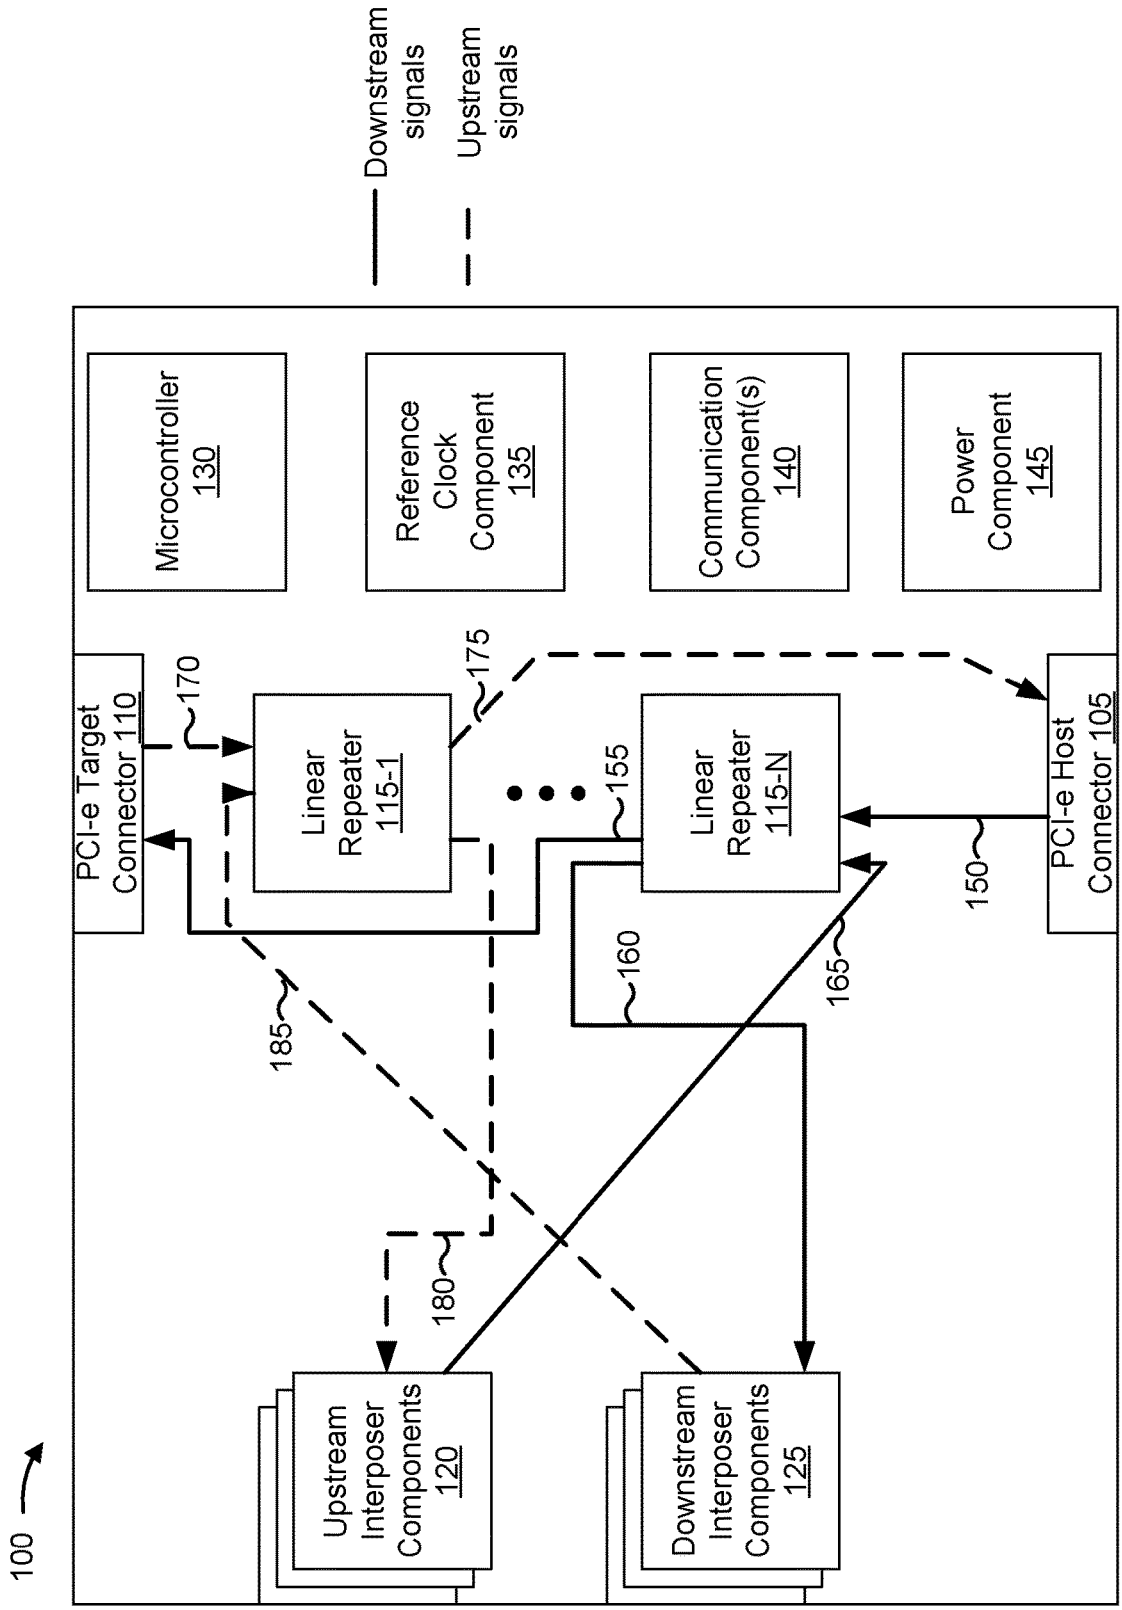 100
PCI-e Target
Connector 110
170
Linear
Repeater
115-1
175
185
180
155
160
Linear
Repeater
115-N
165
150
PCI-e Host
Connector 105
Upstream
Interposer
Components
120
Downstream
Interposer
Components
125
Microcontroller
130
Reference
Clock
Component
135
Communication
Component(s)
140
Power
Component
145
Downstream
signals
Upstream
signals